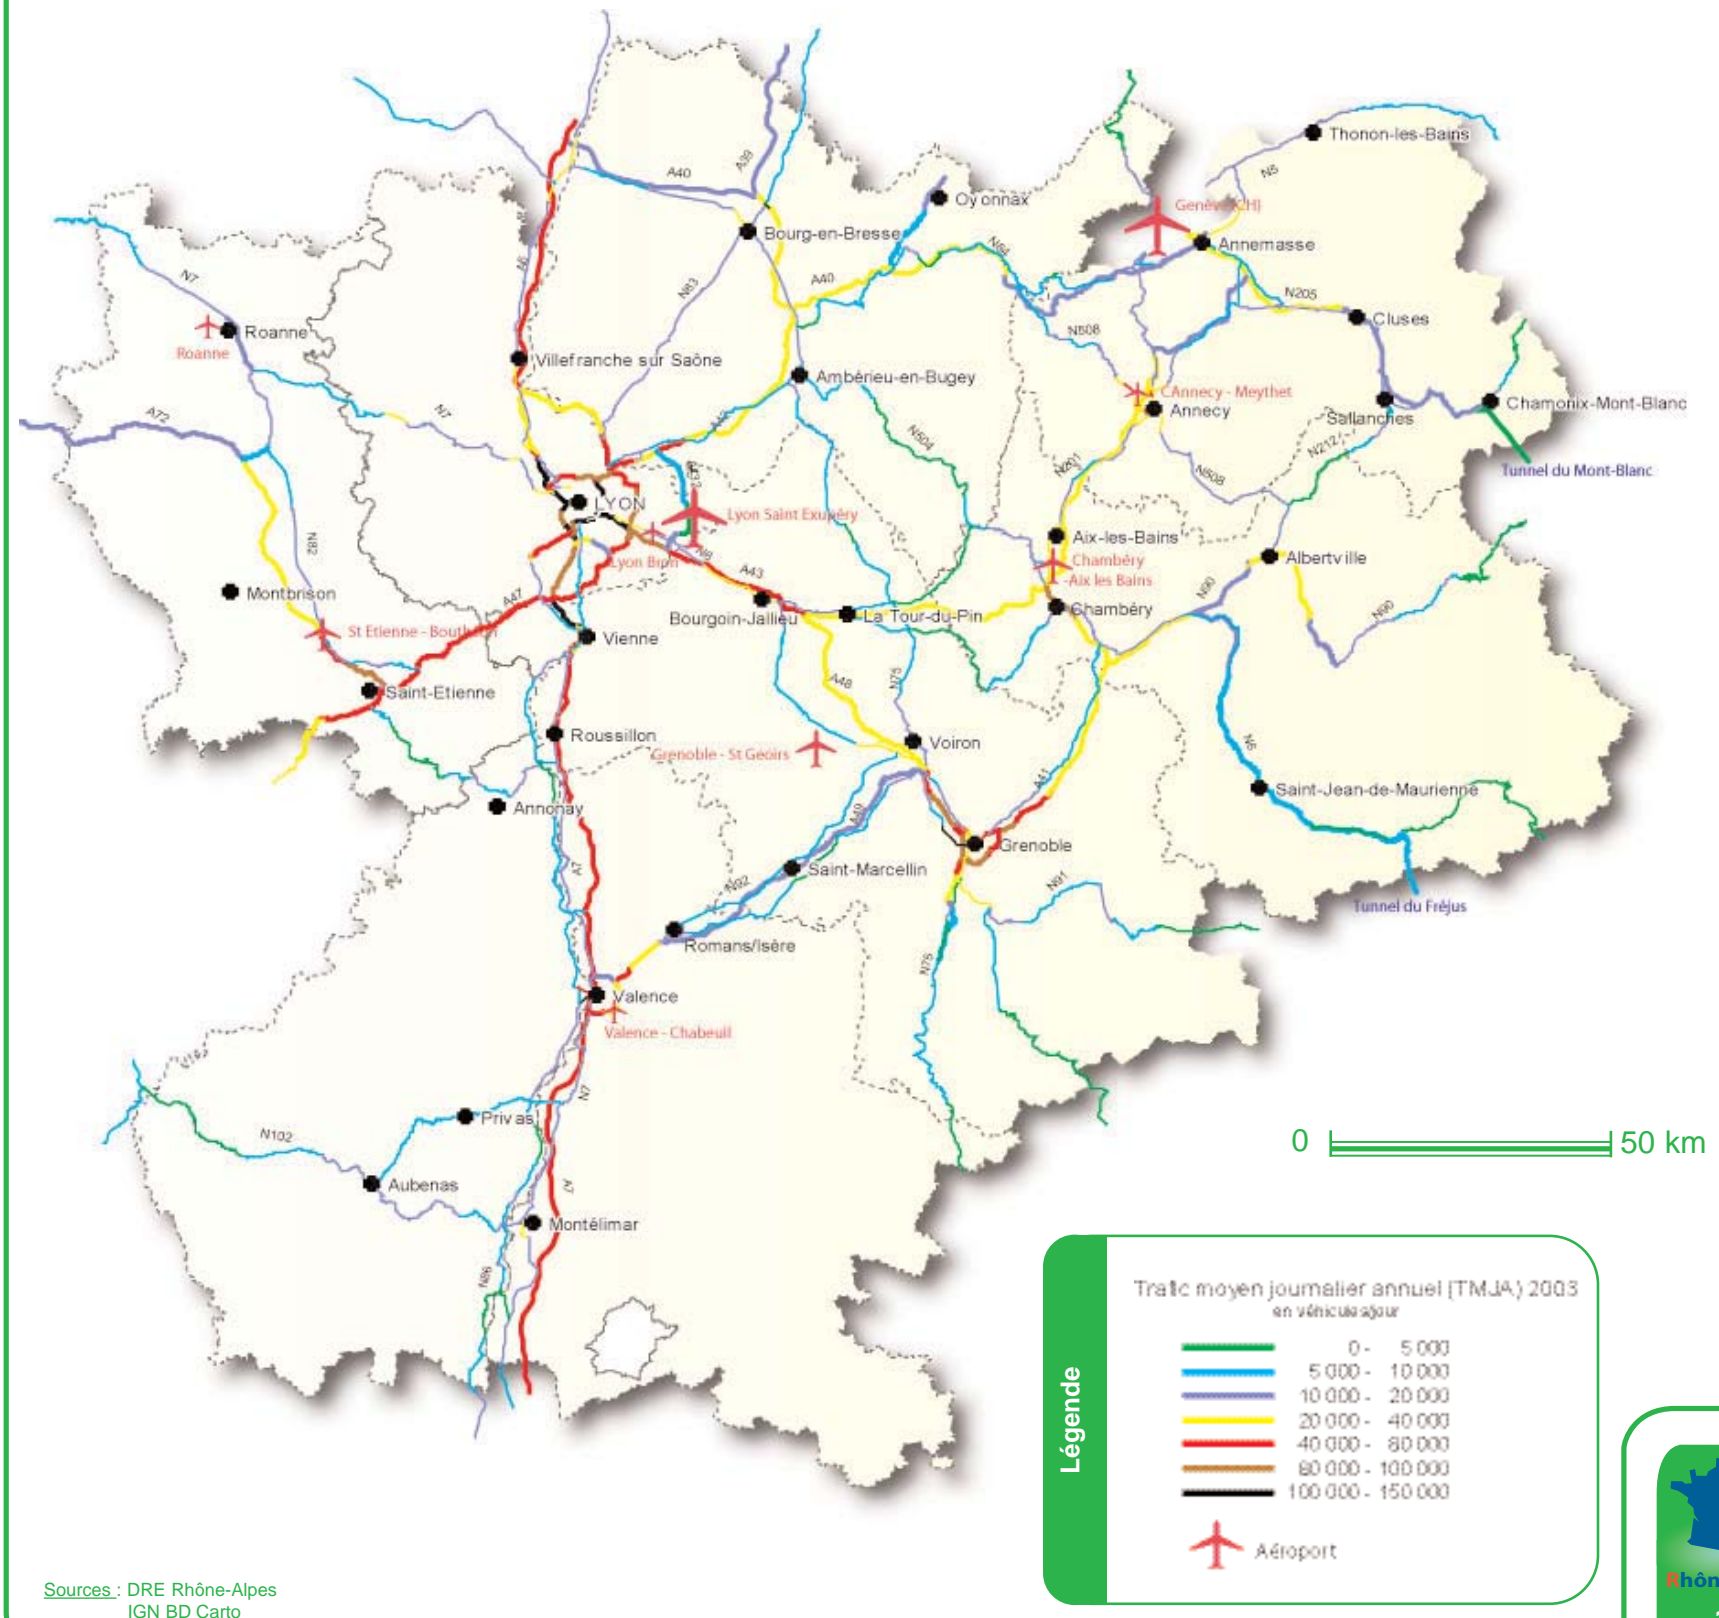 Thonon-les-Bains
N5
A39
A40
Oyonnax
Genève (CH)
Bourg-en-Bresse
Annemasse
N6
N84
N7
N83
A40
N205
Cluses
Roanne
Roanne
N508
Villefranche sur Saône
Ambérieu-en-Bugey
CAnnecy - Meythet
Annecy
Chamonix-Mont-Blanc
A72
N7
A42
Sallanches
N504
N212
N201
N508
Tunnel du Mont-Blanc
LYON
Lyon Saint Exupéry
N82
Aix-les-Bains
Albertville
Lyon Bron
N6
A43
Chambéry
-Aix les Bains
Montbrison
A47
N90
N90
Bourgoin-Jallieu
La Tour-du-Pin
Chambéry
St Etienne - Bouthéon
Vienne
Saint-Etienne
A48
N75
Roussillon
Voiron
Grenoble - St Geoirs
N6
A41
Saint-Jean-de-Maurienne
Annonay
A49
Grenoble
A7
Saint-Marcellin
N92
N91
Tunnel du Fréjus
Romans/Isère
N75
Valence
Valence - Chabeuil
N7
Privas
N102
Aubenas
A7
Montélimar
N86
0 50 km
Légende
Trafic moyen journalier annuel (TMJA) 2003
en véhicules/jour
0 - 5 000
5 000 - 10 000
10 000 - 20 000
20 000 - 40 000
40 000 - 80 000
80 000 - 100 000
100 000 - 150 000
Aéroport
Rhôn
Sources : DRE Rhône-Alpes
IGN BD Carto